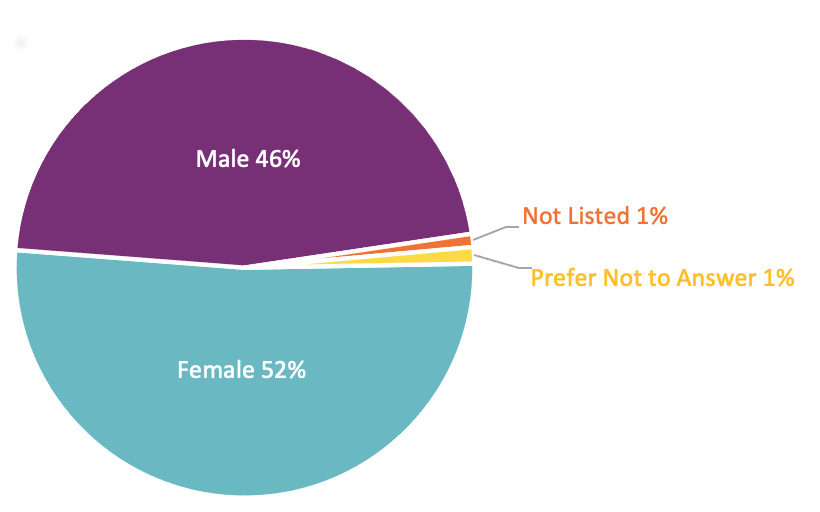 Male 46%
Not Listed 1%
Prefer Not to Answer 1%
Female 52%